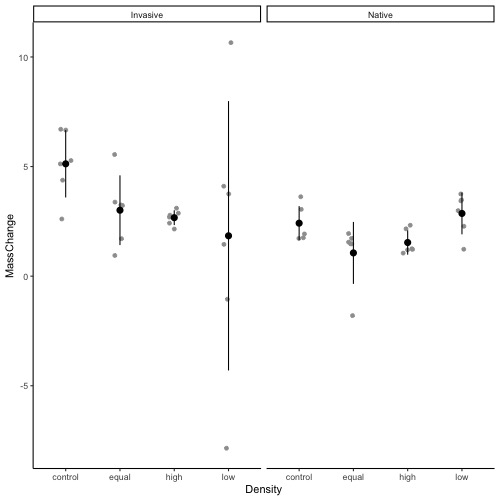 Invasive Native
10
5
0
-5
MassChange
control equal high low control equal high low
Density